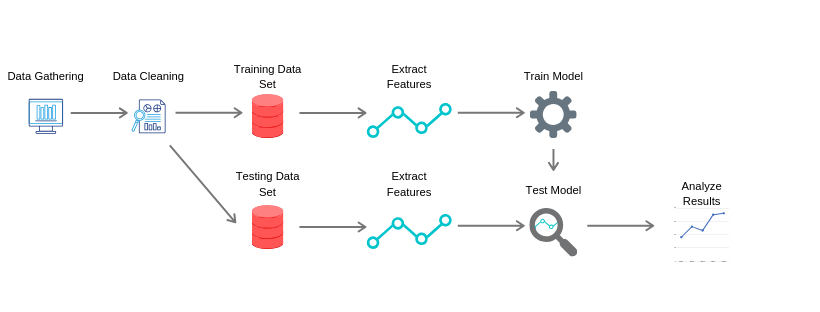 Data Gathering
Data Cleaning
Training Data
Set
Extract
Features
Train Model
Testing Data
Set
Extract
Features
Test Model
Analyze
Results